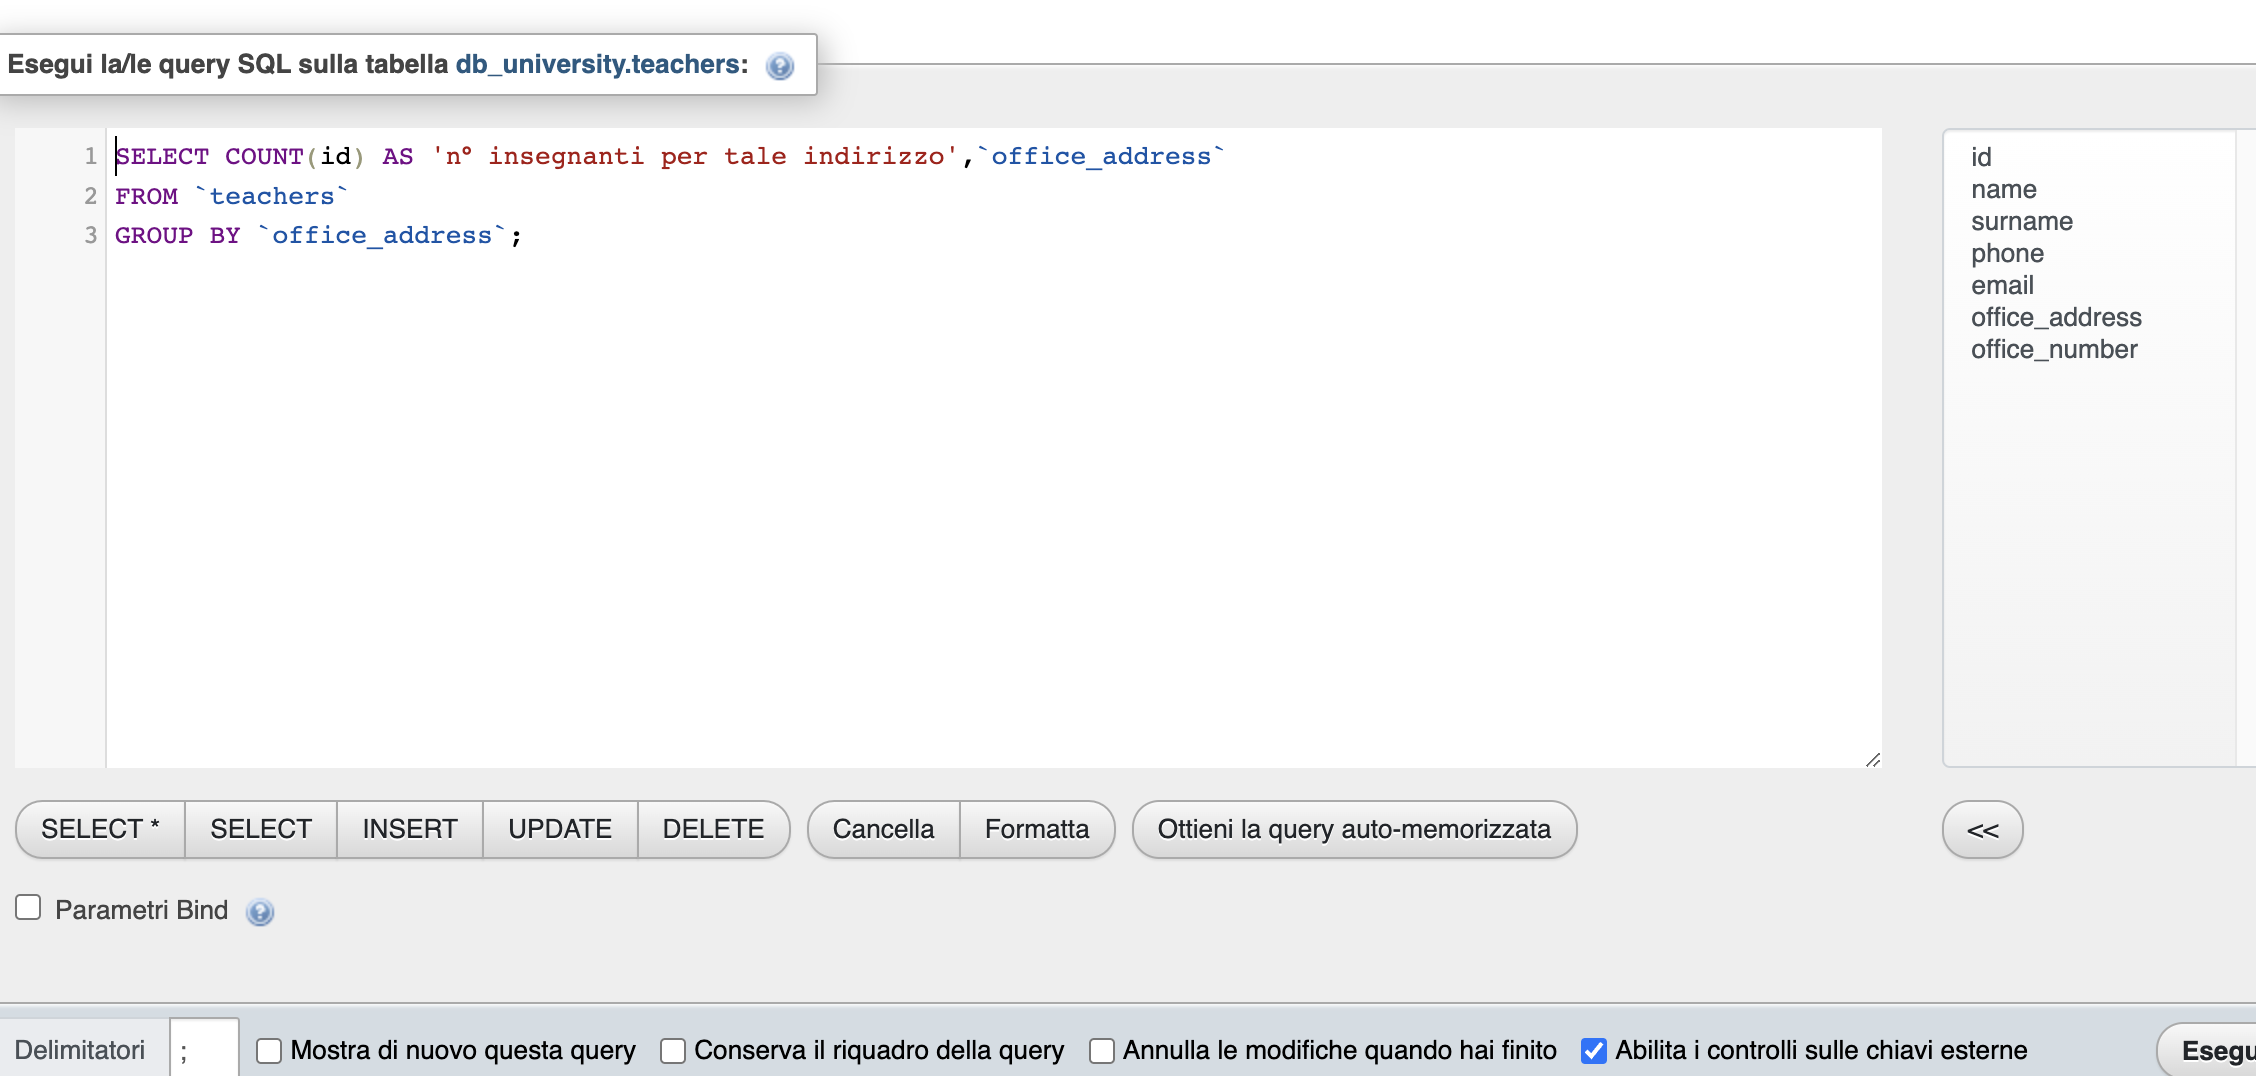 Esegui la/le query SQL sulla tabella db_university.teachers:
1 SELECT COUNT(id) AS 'n° insegnanti per tale indirizzo',`office_address`
2 FROM `teachers`
3 GROUP BY `office_address`;
id
name
surname
phone
email
office_address
office_number
SELECT * SELECT INSERT UPDATE DELETE Cancella Formatta Ottieni la query auto-memorizzata <<
Parametri Bind
Delimitatori ; Mostra di nuovo questa query Conserva il riquadro della query Annulla le modifiche quando hai finito Abilita i controlli sulle chiavi esterne Esegu